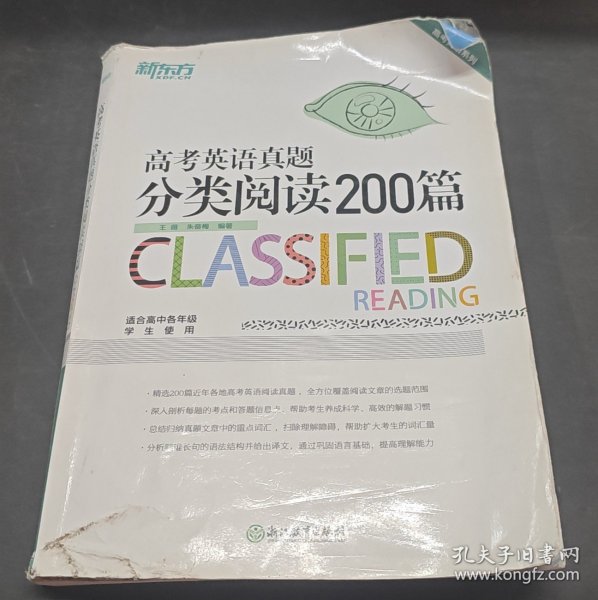 新东方
XDF.CN
高考英语真题
分类阅读200篇
编著
CLASSIFIED
READING
适合高中各年级
学生使用
·精选200篇近年各地高考英语阅读真题，全方位覆盖阅读文章的选题范围
·深入剖析每题的考点和答题信息点，帮助考生养成科学、高效的解题习惯
·总结归纳真题文章中的重点词汇，扫除理解障碍，帮助扩大考生的词汇量
·分析难长句的语法结构并给出译文，通过巩固语言基础，提高理解能力
浙江教育出版社
孔夫子旧书网
www.kongfz.com